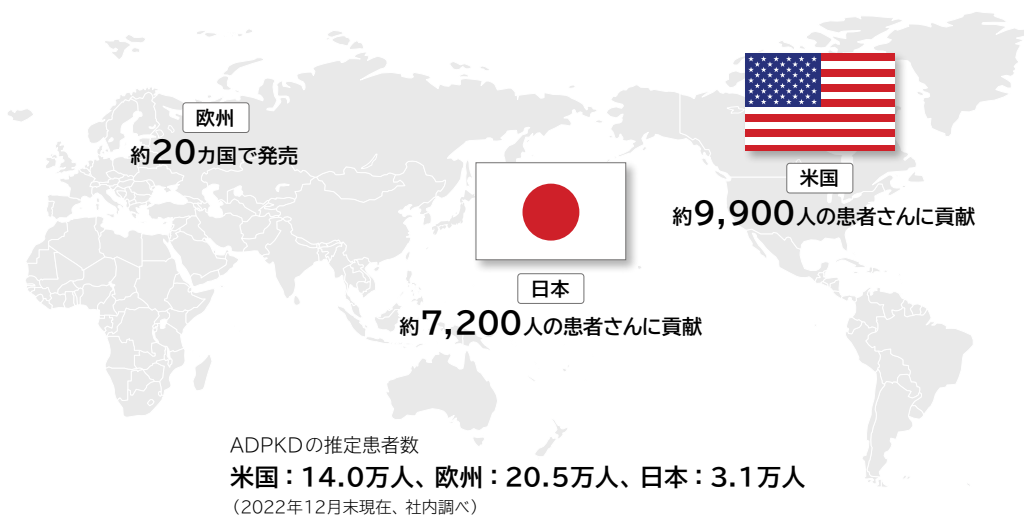 欧州
約20カ国で発売
米国
約9,900人の患者さんに貢献
日本
約7,200人の患者さんに貢献
ADPKDの推定患者数
米国：14.0万人、欧州：20.5万人、日本：3.1万人
（2022年12月末現在、社内調べ）